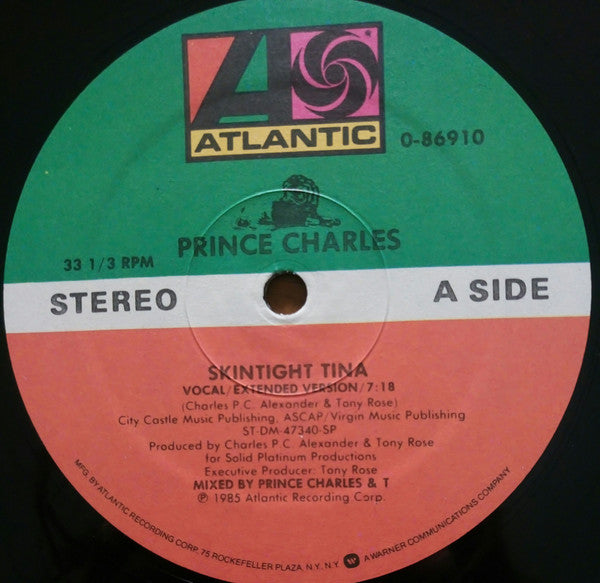 ATLANTIC
0-86910
PRINCE CHARLES
33 1/3 RPM
STEREO
A SIDE
SKINTIGHT TINA
VOCAL/EXTENDED VERSION/7:18
(Charles P.C. Alexander & Tony Rose)
City Castle Music Publishing, ASCAP/Virgin Music Publishing
ST-DM-47340-SP
Produced by Charles P.C. Alexander & Tony Rose
for Solid Platinum Productions
Executive Producer: Tony Rose
MIXED BY PRINCE CHARLES & T
℗ 1985 Atlantic Recording Corp.
MFG. BY ATLANTIC RECORDING CORP. 75 ROCKEFELLER PLAZA, N.Y. N.Y. A WARNER COMMUNICATIONS COMPANY